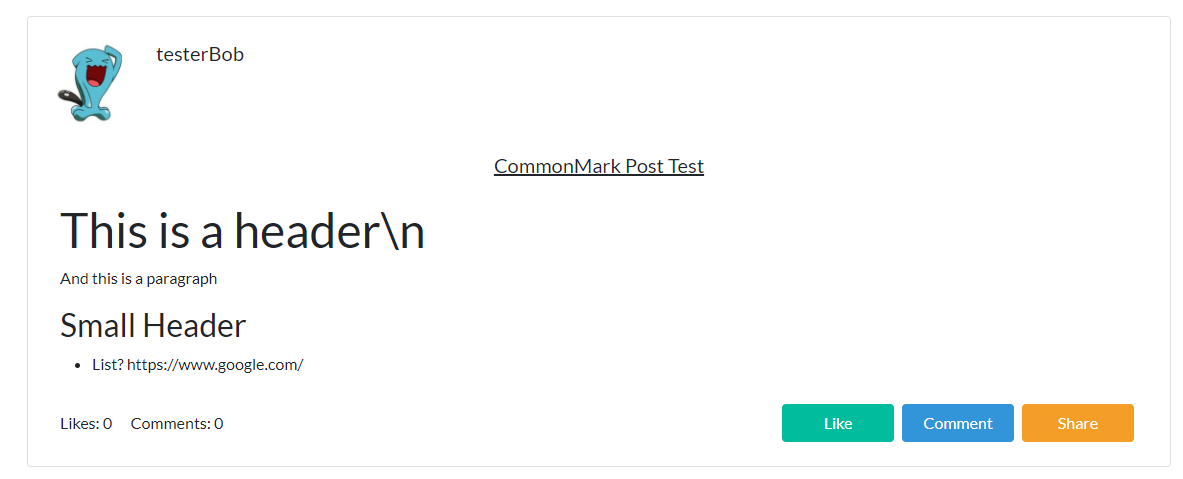 testerBob
CommonMark Post Test
This is a header\n
And this is a paragraph
Small Header
• List? https://www.google.com/
Likes: 0 Comments: 0 Like Comment Share